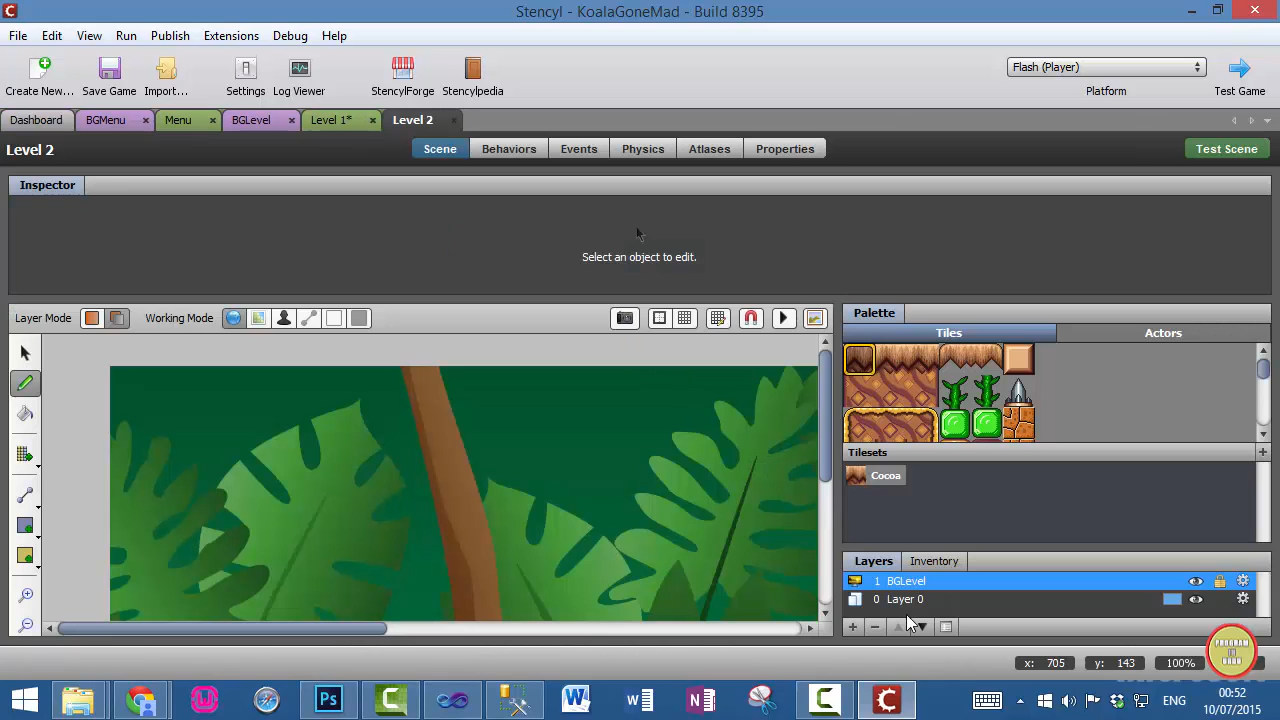 Stencyl - KoalaGoneMad - Build 8395
File Edit View Run Publish Extensions Debug Help
Create New... Save Game Import... Settings Log Viewer StencylForge Stencylpedia
Flash (Player)
Platform Test Game
Dashboard BGMenu Menu BGLevel Level 1* Level 2
Level 2 Scene Behaviors Events Physics Atlases Properties Test Scene
Inspector
Select an object to edit.
Layer Mode Working Mode
Palette
Tiles Actors
Tilesets
Cocoa
Layers Inventory
1 BGLevel
0 Layer 0
x: 705 y: 143 100%
ENG 00:52
10/07/2015